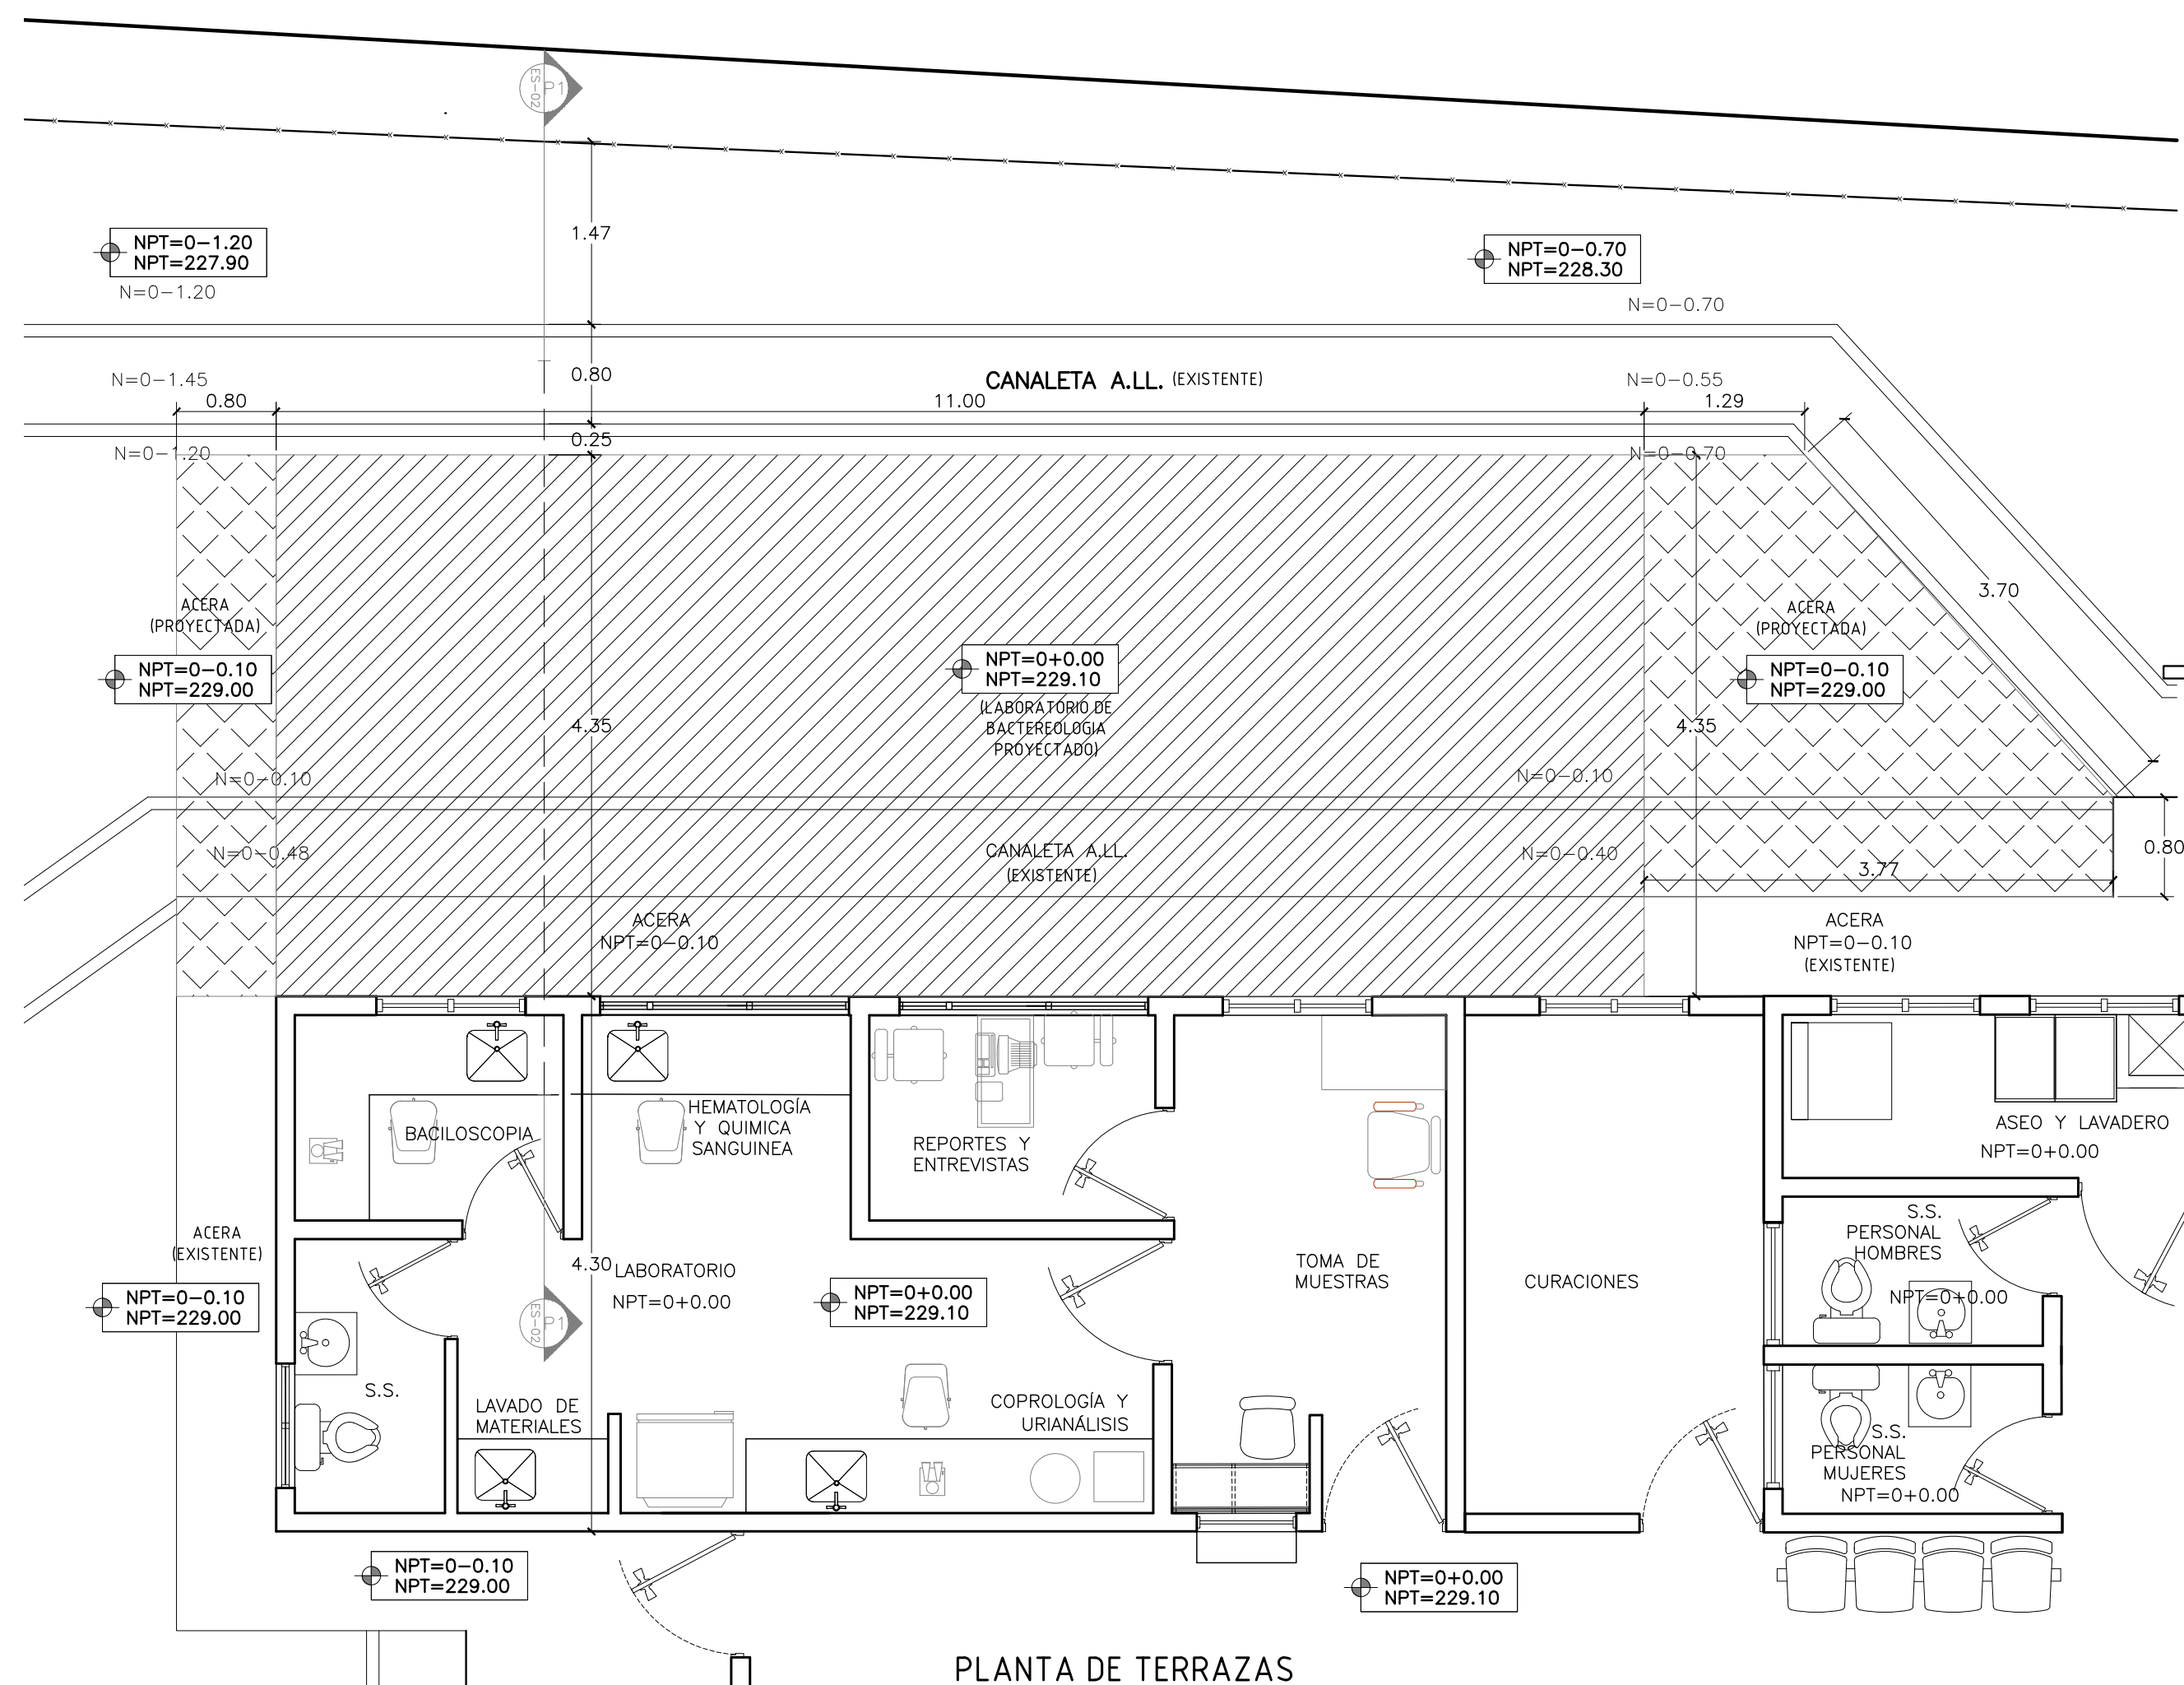 P1
ES-02
1.47
NPT=0-1.20
NPT=227.90
N=0-1.20
NPT=0-0.70
NPT=228.30
N=0-0.70
N=0-1.45
0.80
0.80
CANALETA A.LL. (EXISTENTE)
11.00
N=0-0.55
1.29
0.25
N=0-1.20
N=0-0.70
3.70
ACERA
(PROYECTADA)
NPT=0-0.10
NPT=229.00
NPT=0+0.00
NPT=229.10
(LABORATORIO DE
BACTEREOLOGIA
PROYECTADO)
ACERA
(PROYECTADA)
NPT=0-0.10
NPT=229.00
4.35
4.35
N=0-0.10
N=0-0.10
N=0-0.48
CANALETA A.LL.
(EXISTENTE)
N=0-0.40
3.77
0.80
ACERA
NPT=0-0.10
ACERA
NPT=0-0.10
(EXISTENTE)
BACILOSCOPIA
HEMATOLOGÍA
Y QUIMICA
SANGUINEA
REPORTES Y
ENTREVISTAS
ASEO Y LAVADERO
NPT=0+0.00
ACERA
(EXISTENTE)
NPT=0-0.10
NPT=229.00
4.30
LABORATORIO
NPT=0+0.00
NPT=0+0.00
NPT=229.10
P1
ES-02
TOMA DE
MUESTRAS
CURACIONES
S.S.
PERSONAL
HOMBRES
NPT=0+0.00
S.S.
LAVADO DE
MATERIALES
COPROLOGÍA Y
URIANÁLISIS
S.S.
PERSONAL
MUJERES
NPT=0+0.00
NPT=0-0.10
NPT=229.00
NPT=0+0.00
NPT=229.10
PLANTA DE TERRAZAS